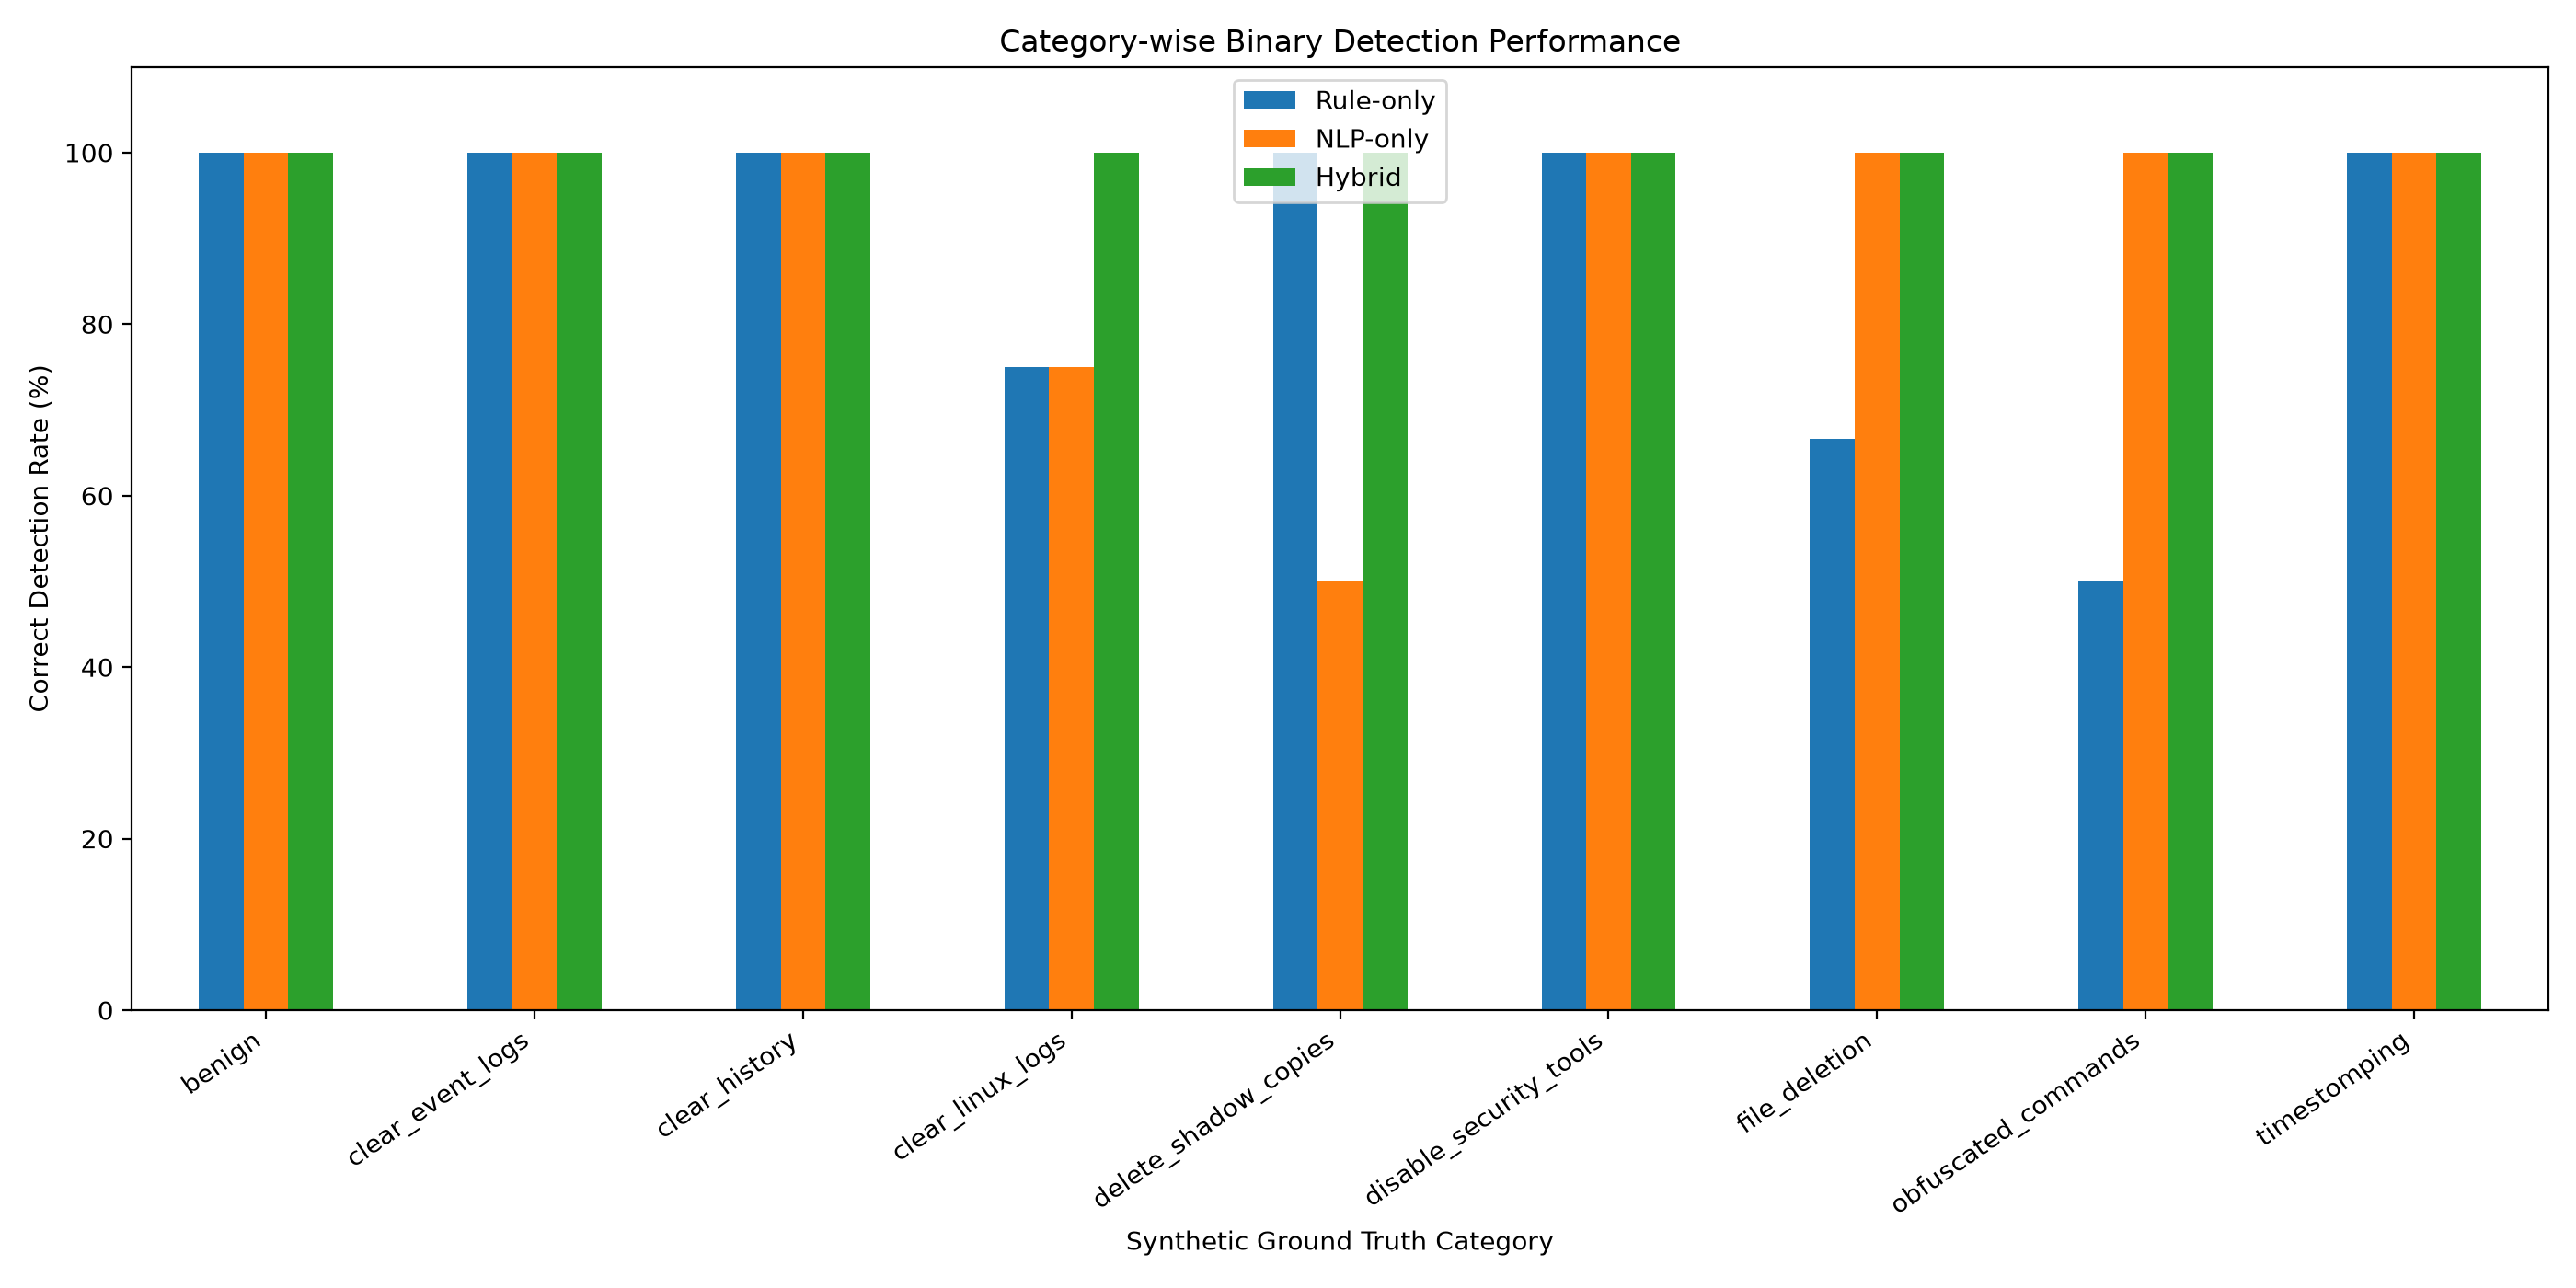 Category-wise Binary Detection Performance
Rule-only
NLP-only
Hybrid
Correct Detection Rate (%)
100
80
60
40
20
0
benign
clear_event_logs
clear_history
clear_linux_logs
delete_shadow_copies
disable_security_tools
file_deletion
obfuscated_commands
timestomping
Synthetic Ground Truth Category